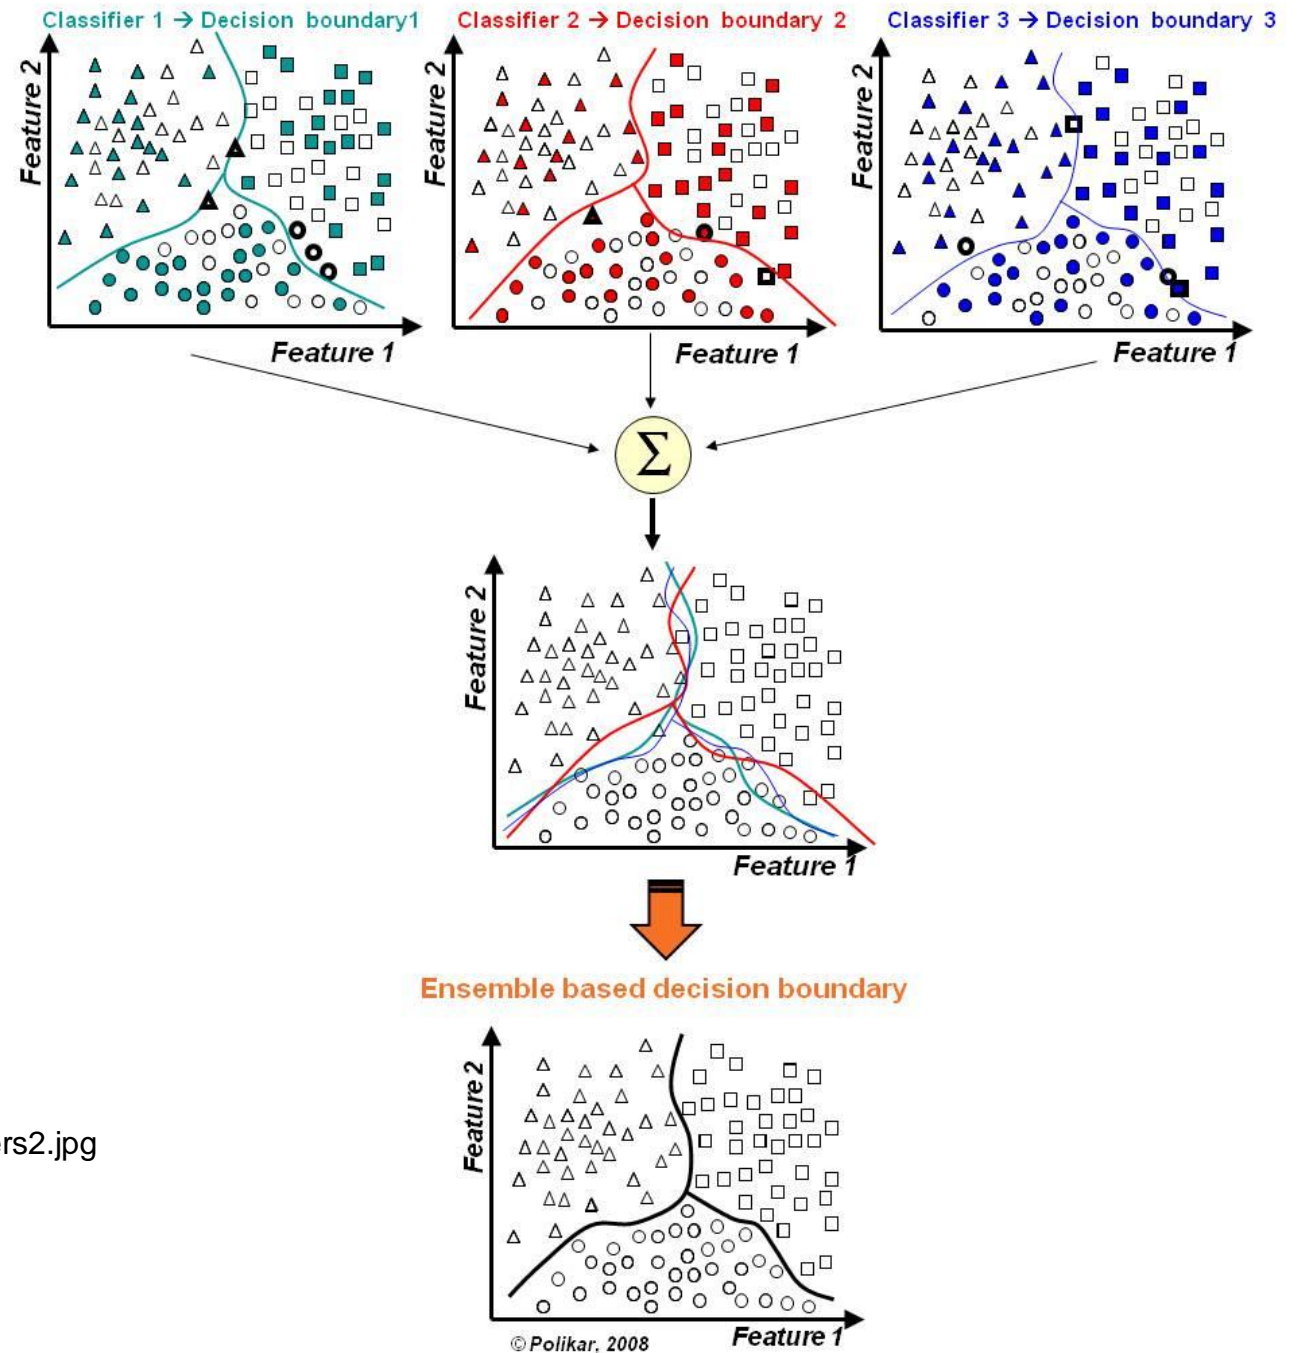 Classifier 1 → Decision boundary1
Classifier 2 → Decision boundary 2
Classifier 3 → Decision boundary 3
Feature 2
Feature 2
Feature 2
Feature 1
Feature 1
Feature 1
Σ
Feature 2
Feature 1
Ensemble based decision boundary
Feature 2
rs2.jpg
Feature 1
© Polikar, 2008